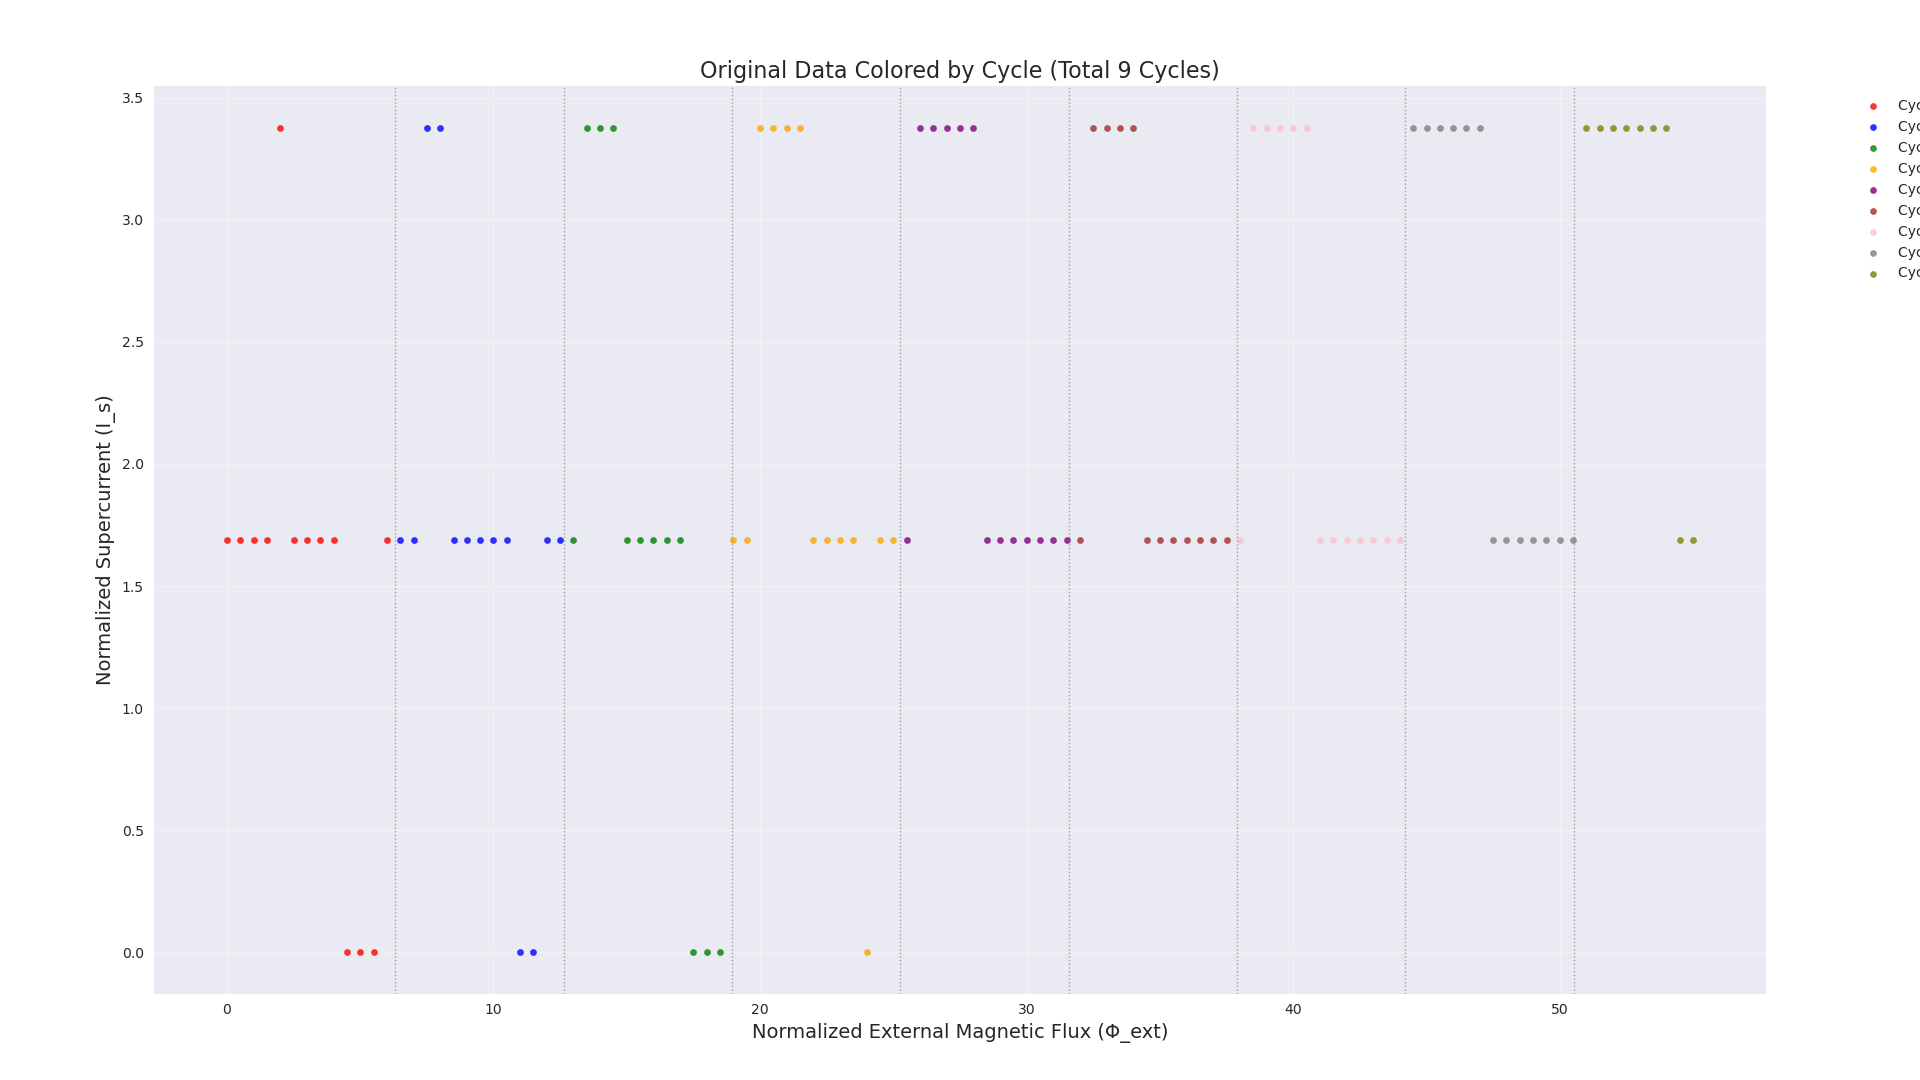 Original Data Colored by Cycle (Total 9 Cycles)
3.5
3.0
2.5
2.0
1.5
1.0
0.5
0.0
Normalized Supercurrent (I_s)
0 10 20 30 40 50
Normalized External Magnetic Flux (Φ_ext)
Cyc
Cyc
Cyc
Cyc
Cyc
Cyc
Cyc
Cyc
Cyc